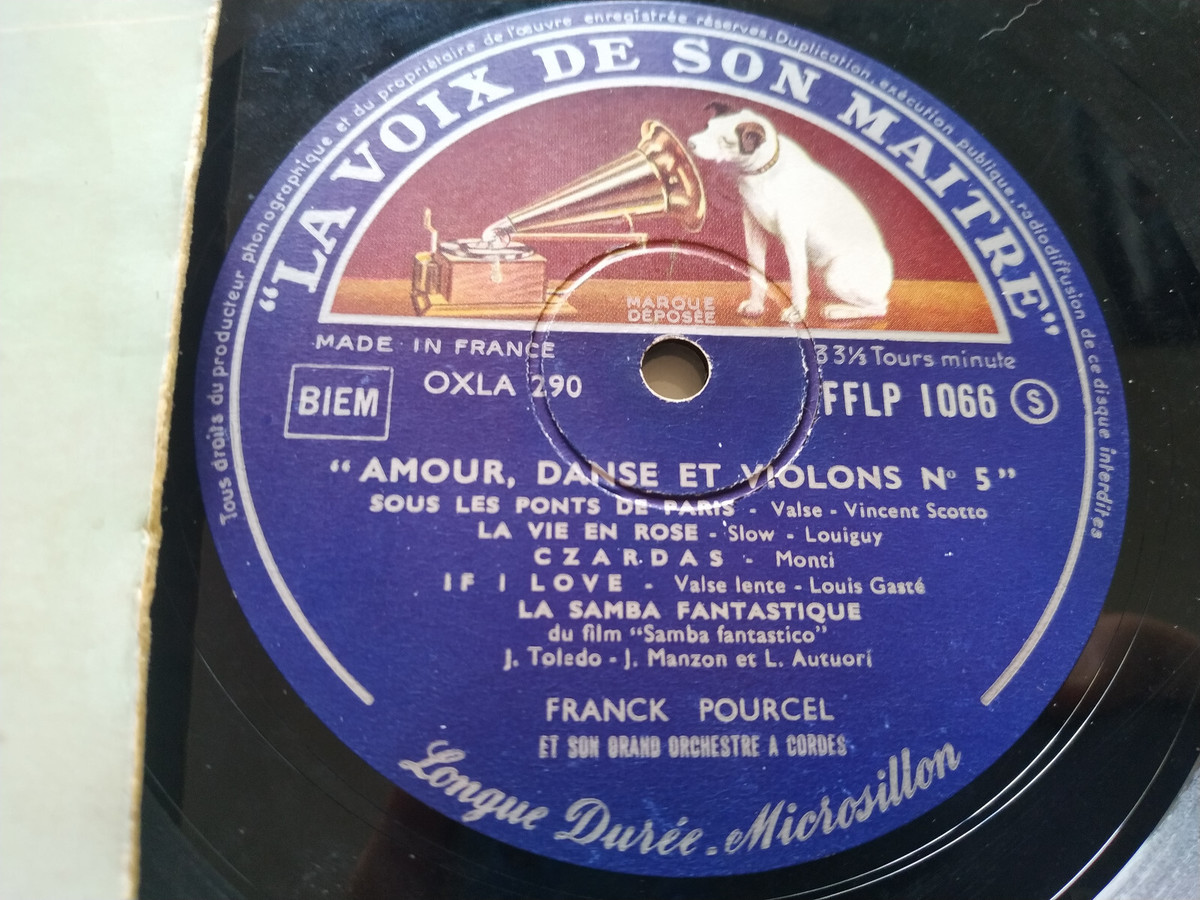 Tous droits du producteur phonographique et du propriétaire de l'œuvre enregistrée réservés. Duplication, exécution publique, radiodiffusion de ce disque interdites
"LA VOIX DE SON MAITRE"
MARQUE
DÉPOSÉE
MADE IN FRANCE
33⅓ Tours minute
BIEM
OXLA 290
FFLP 1066 S
"AMOUR, DANSE ET VIOLONS Nº 5"
SOUS LES PONTS DE PARIS - Valse - Vincent Scotto
LA VIE EN ROSE - Slow - Louiguy
CZARDAS - Monti
IF I LOVE - Valse lente - Louis Gasté
LA SAMBA FANTASTIQUE
du film "Samba fantastico"
J. Toledo - J. Manzon et L. Autuori
FRANCK POURCEL
ET SON GRAND ORCHESTRE A CORDES
Longue Durée - Microsillon